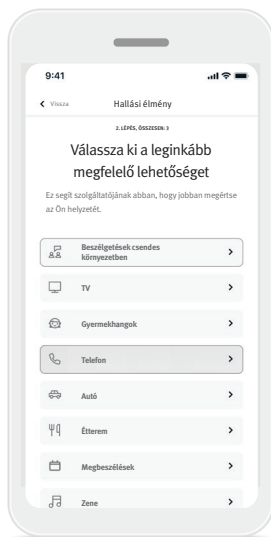 9:41
Vissza
Hallási élmény
2. LÉPÉS, ÖSSZESEN: 3
Válassza ki a leginkább
megfelelő lehetőséget
Ez segít szolgáltatójának abban, hogy jobban megértse
az Ön helyzetét.
Beszélgetések csendes
környezetben
TV
Gyermekhangok
Telefon
Autó
Étterem
Megbeszélések
Zene